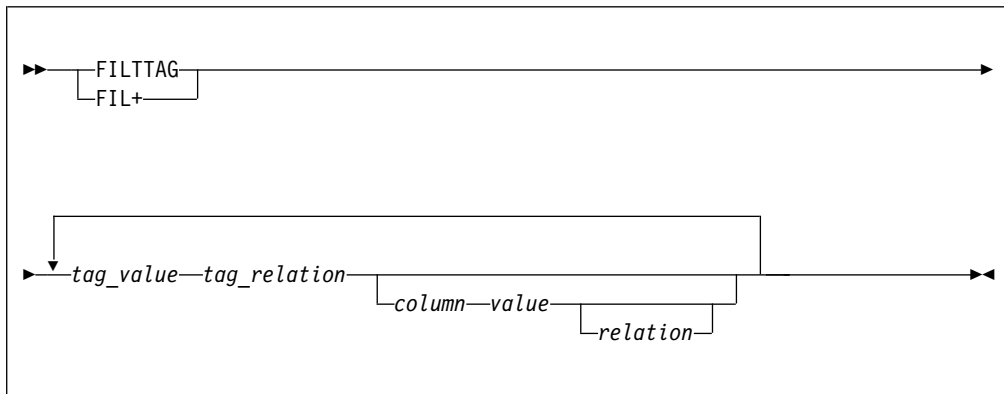 FILTTAG
FIL+
tag_value tag_relation
column value
relation